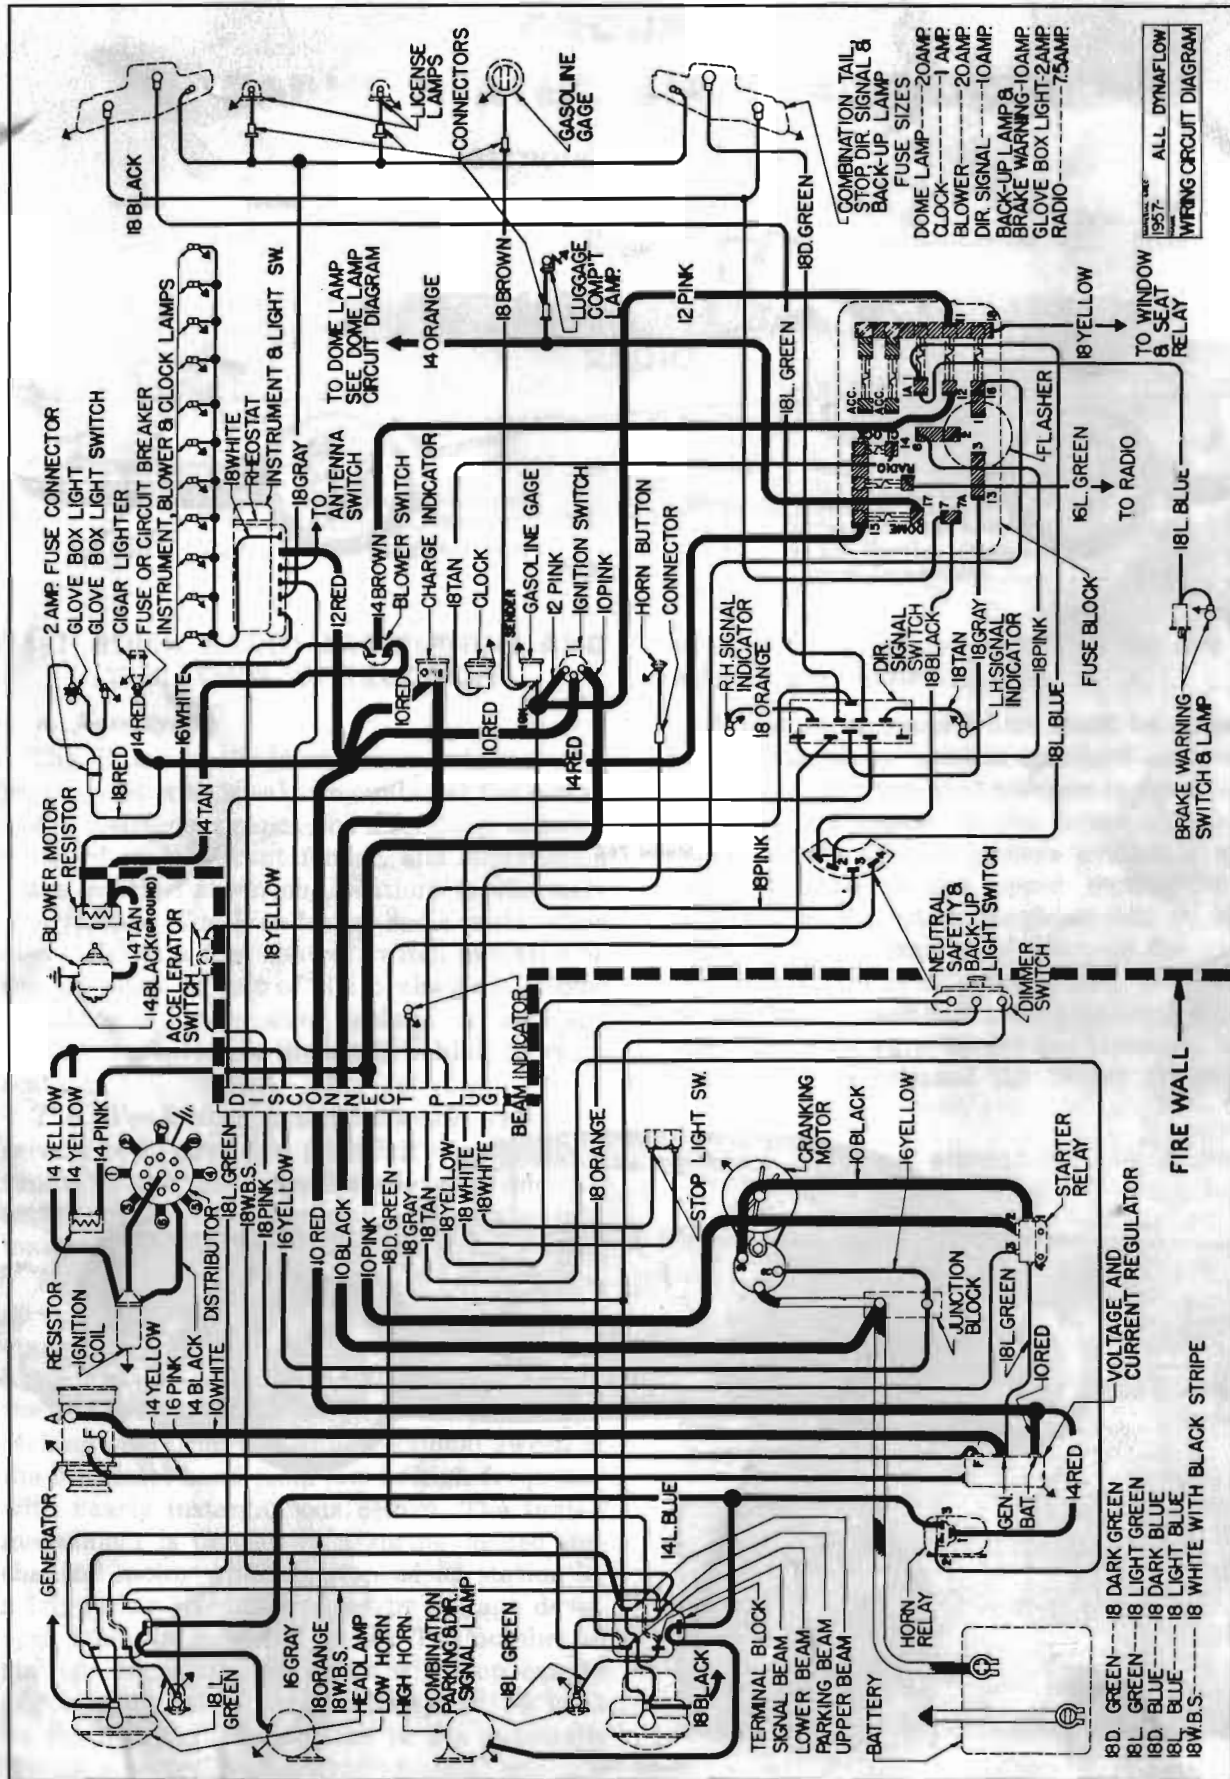 GENERATOR
A
F
RESISTOR
IGNITION
COIL
14 YELLOW
16 PINK
14 BLACK
10 WHITE
DISTRIBUTOR
14 YELLOW
14 YELLOW
14 PINK
BLOWER MOTOR
RESISTOR
14 TAN
14 BLACK (GROUND)
ACCELERATOR
SWITCH
18 RED
14 RED
16 WHITE
14 TAN
18 YELLOW
2 AMP. FUSE CONNECTOR
GLOVE BOX LIGHT
GLOVE BOX LIGHT SWITCH
CIGAR LIGHTER
FUSE OR CIRCUIT BREAKER
INSTRUMENT, BLOWER & CLOCK LAMPS
18 WHITE
RHEOSTAT
INSTRUMENT & LIGHT SW.
18 GRAY
TO
ANTENNA
SWITCH
12 RED
14 BROWN
BLOWER SWITCH
CHARGE INDICATOR
18 TAN
CLOCK
SENDER
GASOLINE GAGE
12 PINK
IGNITION SWITCH
10 PINK
HORN BUTTON
CONNECTOR
10 RED
10 RED
14 RED
18 BLACK
LICENSE
LAMPS
CONNECTORS
GASOLINE
GAGE
TO DOME LAMP
SEE DOME LAMP
CIRCUIT DIAGRAM
14 ORANGE
18 BROWN
LUGGAGE
COMP'T
LAMP.
12 PINK
18 L. GREEN
18 D. GREEN
COMBINATION TAIL,
STOP, DIR. SIGNAL &
BACK-UP LAMP
FUSE SIZES
DOME LAMP----20 AMP.
CLOCK--------1 AMP.
BLOWER-----20 AMP.
DIR. SIGNAL----10 AMP.
BACK-UP LAMP &
BRAKE WARNING-10 AMP.
GLOVE BOX LIGHT-2 AMP.
RADIO--------7.5 AMP.
1957- ALL DYNAFLOW
WIRING CIRCUIT DIAGRAM
D
I
S
C
O
N
N
E
C
T
P
L
U
G
18 L. GREEN
18 W.B.S.
18 PINK
16 YELLOW
10 RED
10 BLACK
10 PINK
18 D. GREEN
18 GRAY
18 TAN
18 YELLOW
18 WHITE
18 WHITE
BEAM INDICATOR
18 L.
GREEN
16 GRAY
18 ORANGE
18 W.B.S.
HEADLAMP
LOW HORN
HIGH HORN
COMBINATION
PARKING & DIR.
SIGNAL LAMP
18 L. GREEN
14 L. BLUE
18 BLACK
TERMINAL BLOCK
SIGNAL BEAM
LOWER BEAM
PARKING BEAM
UPPER BEAM
BATTERY
HORN
RELAY
18 ORANGE
STOP LIGHT SW.
CRANKING
MOTOR
10 BLACK
16 YELLOW
JUNCTION
BLOCK
18 L. GREEN
10 RED
STARTER
RELAY
VOLTAGE AND
CURRENT REGULATOR
F
GEN.
BAT.
14 RED
18 PINK
NEUTRAL
SAFETY &
BACK-UP
LIGHT SWITCH
DIMMER
SWITCH
FIRE WALL
R.H. SIGNAL
INDICATOR
18 ORANGE
DIR.
SIGNAL
SWITCH
18 BLACK
18 TAN
L.H. SIGNAL
INDICATOR
18 GRAY
18 PINK
18 L. BLUE
FUSE BLOCK
FLASHER
ACC.
ACC.
RADIO
DOME
16 L. GREEN
TO RADIO
18 YELLOW
TO WINDOW
& SEAT
RELAY
18 L. BLUE
BRAKE WARNING
SWITCH & LAMP
18 D. GREEN---- 18 DARK GREEN
18 L. GREEN---- 18 LIGHT GREEN
18 D. BLUE----- 18 DARK BLUE
18 L. BLUE----- 18 LIGHT BLUE
18 W.B.S.------- 18 WHITE WITH BLACK STRIPE